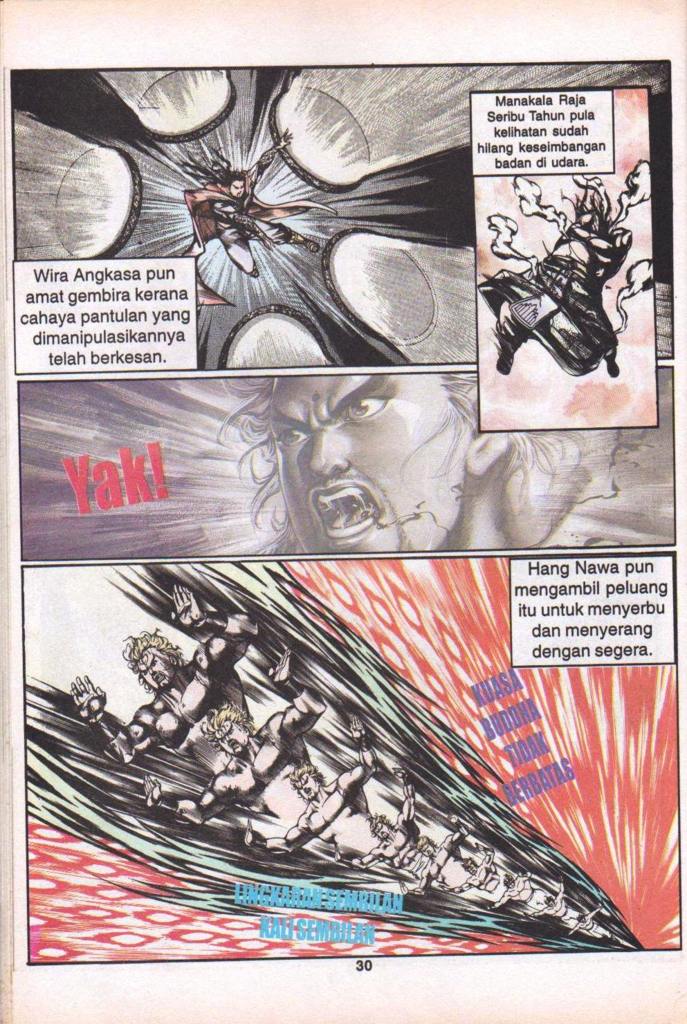 Manakala Raja
Seribu Tahun pula
kelihatan sudah
hilang keseimbangan
badan di udara.
Wira Angkasa pun
amat gembira kerana
cahaya pantulan yang
dimanipulasikannya
telah berkesan.
Yak!
Hang Nawa pun
mengambil peluang
itu untuk menyerbu
dan menyerang
dengan segera.
KUASA
BUDDHA
TIDAK
BERBATAS
LINGKARAN SEMBILAN
KALI SEMBILAN
30